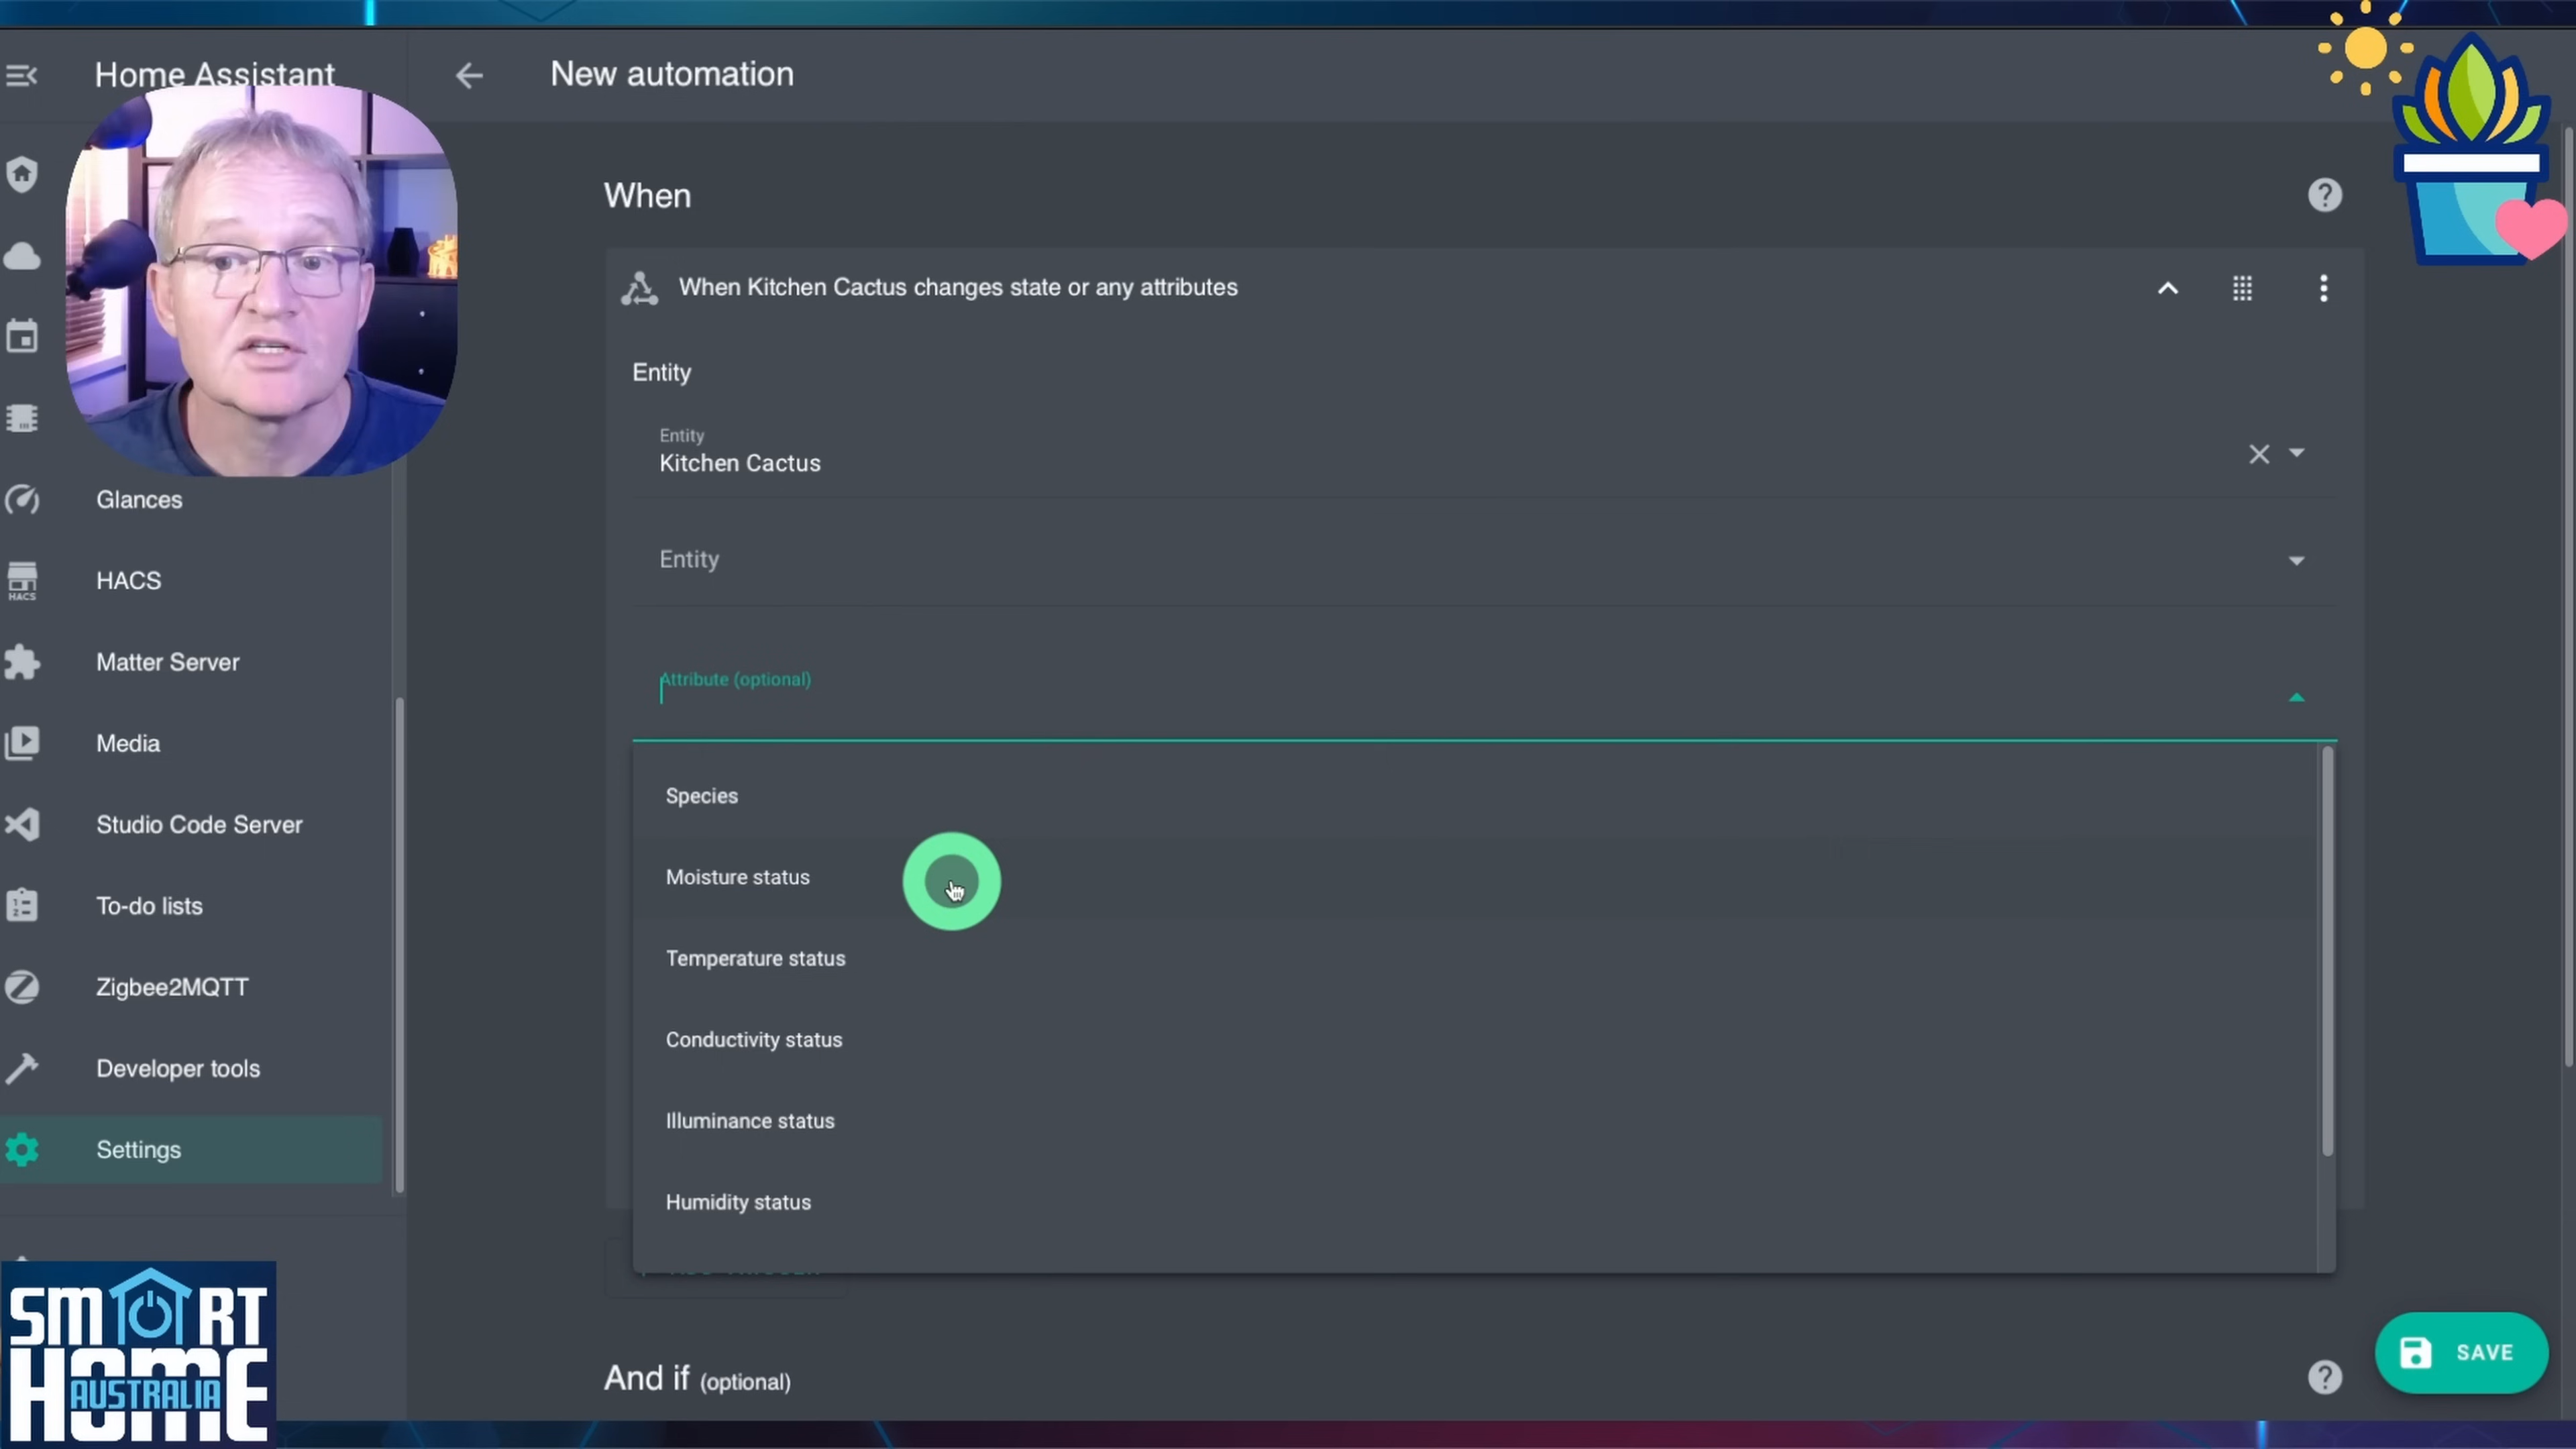 Home Assistant
New automation
When
When Kitchen Cactus changes state or any attributes
Entity
Entity
Kitchen Cactus
Entity
Attribute (optional)
Species
Moisture status
Temperature status
Conductivity status
Illuminance status
Humidity status
Glances
HACS
HACS
Matter Server
Media
Studio Code Server
To-do lists
Zigbee2MQTT
Developer tools
Settings
And if (optional)
SAVE
SMART
HOME
AUSTRALIA